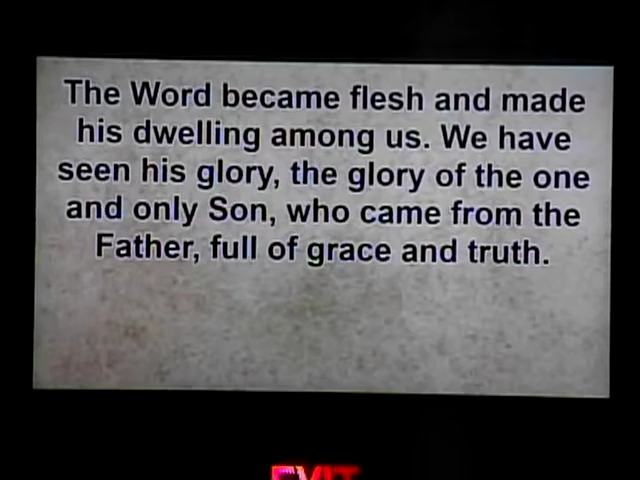 The Word became flesh and made
his dwelling among us. We have
seen his glory, the glory of the one
and only Son, who came from the
Father, full of grace and truth.
EXIT